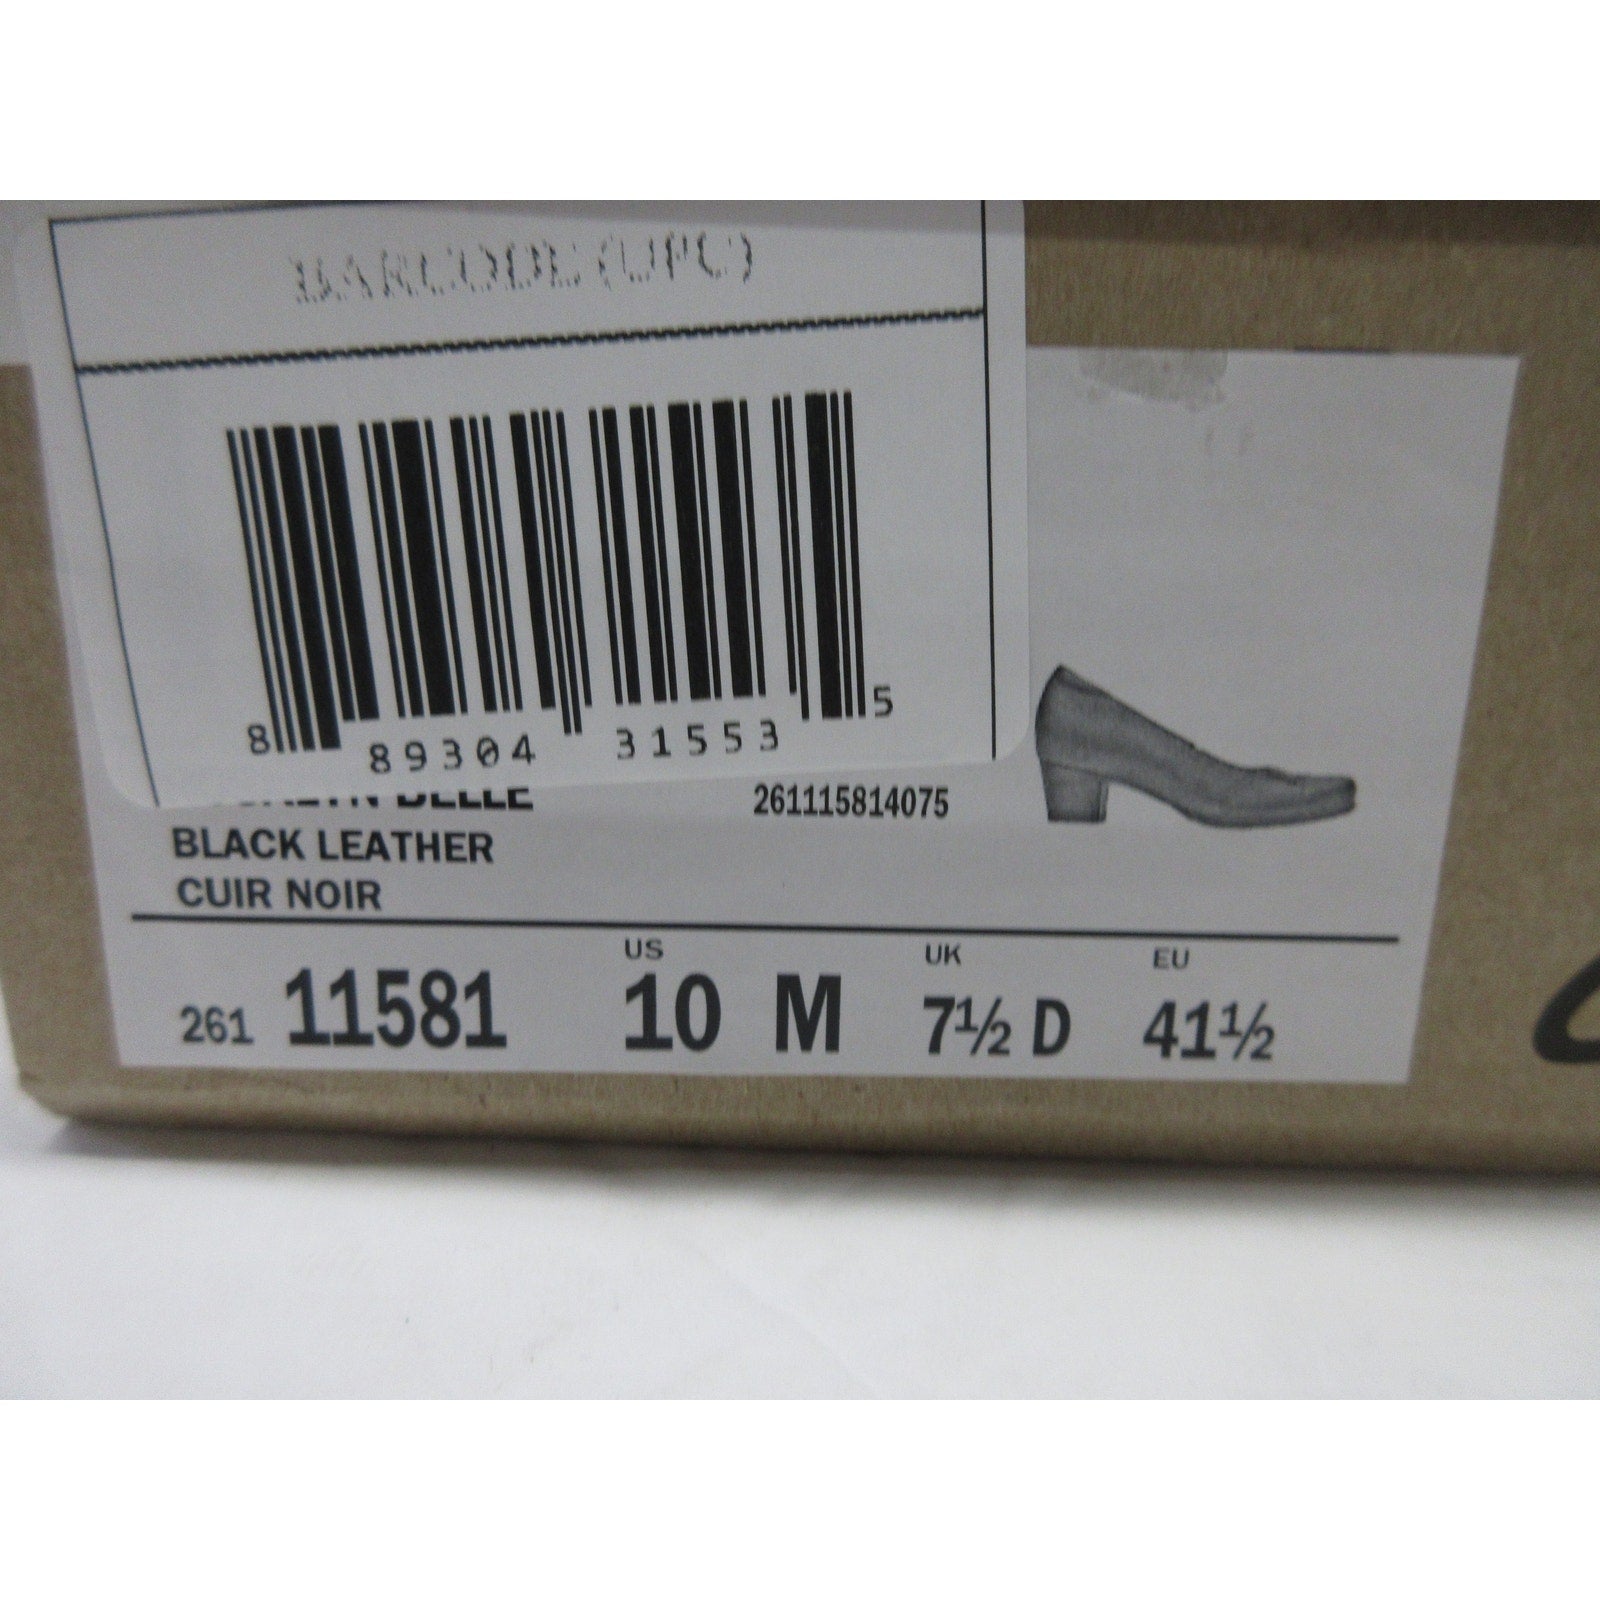 BARCODE (UPC)
8 89304 31553 5
BELLE 261115814075
BLACK LEATHER
CUIR NOIR
US UK EU
261 11581 10 M 7½ D 41½